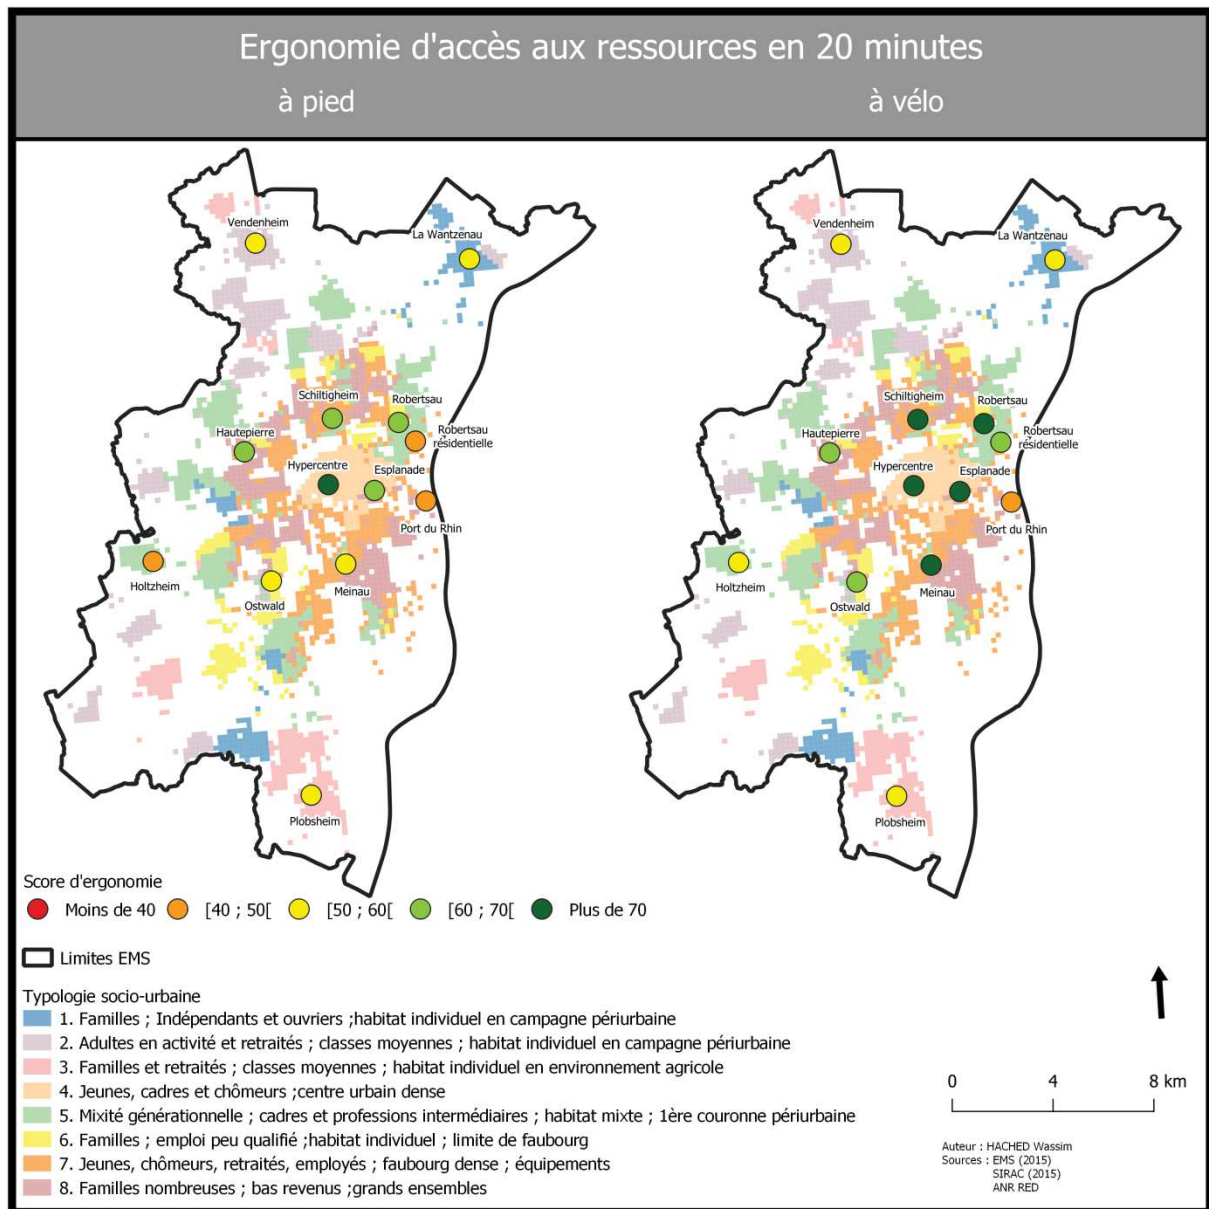 Ergonomie d'accès aux ressources en 20 minutes
à pied
à vélo
Vendenheim
La Wantzenau
Schiltigheim
Robertsau
Hautepierre
Robertsau
résidentielle
Hypercentre
Esplanade
Port du Rhin
Holtzheim
Ostwald
Meinau
Plobsheim
Vendenheim
La Wantzenau
Schiltigheim
Robertsau
Hautepierre
Robertsau
résidentielle
Hypercentre
Esplanade
Port du Rhin
Holtzheim
Ostwald
Meinau
Plobsheim
Score d'ergonomie
Moins de 40 [40 ; 50[ [50 ; 60[ [60 ; 70[ Plus de 70
Limites EMS
Typologie socio-urbaine
1. Familles ; Indépendants et ouvriers ;habitat individuel en campagne périurbaine
2. Adultes en activité et retraités ; classes moyennes ; habitat individuel en campagne périurbaine
3. Familles et retraités ; classes moyennes ; habitat individuel en environnement agricole
4. Jeunes, cadres et chômeurs ;centre urbain dense
5. Mixité générationnelle ; cadres et professions intermédiaires ; habitat mixte ; 1ère couronne périurbaine
6. Familles ; emploi peu qualifié ;habitat individuel ; limite de faubourg
7. Jeunes, chômeurs, retraités, employés ; faubourg dense ; équipements
8. Familles nombreuses ; bas revenus ;grands ensembles
0 4 8 km
Auteur : HACHED Wassim
Sources : EMS (2015)
SIRAC (2015)
ANR RED